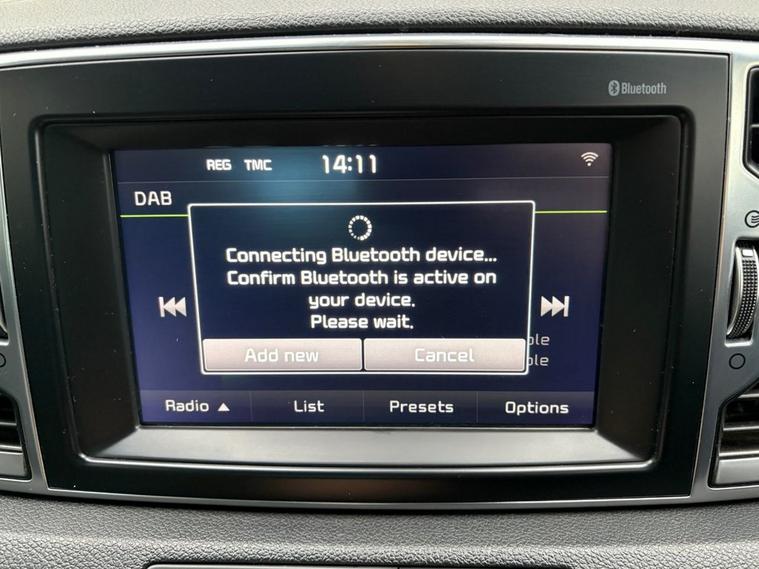 Bluetooth
REG TMC 14:11
DAB
Connecting Bluetooth device...
Confirm Bluetooth is active on
your device.
Please wait.
Add new Cancel
Radio List Presets Options